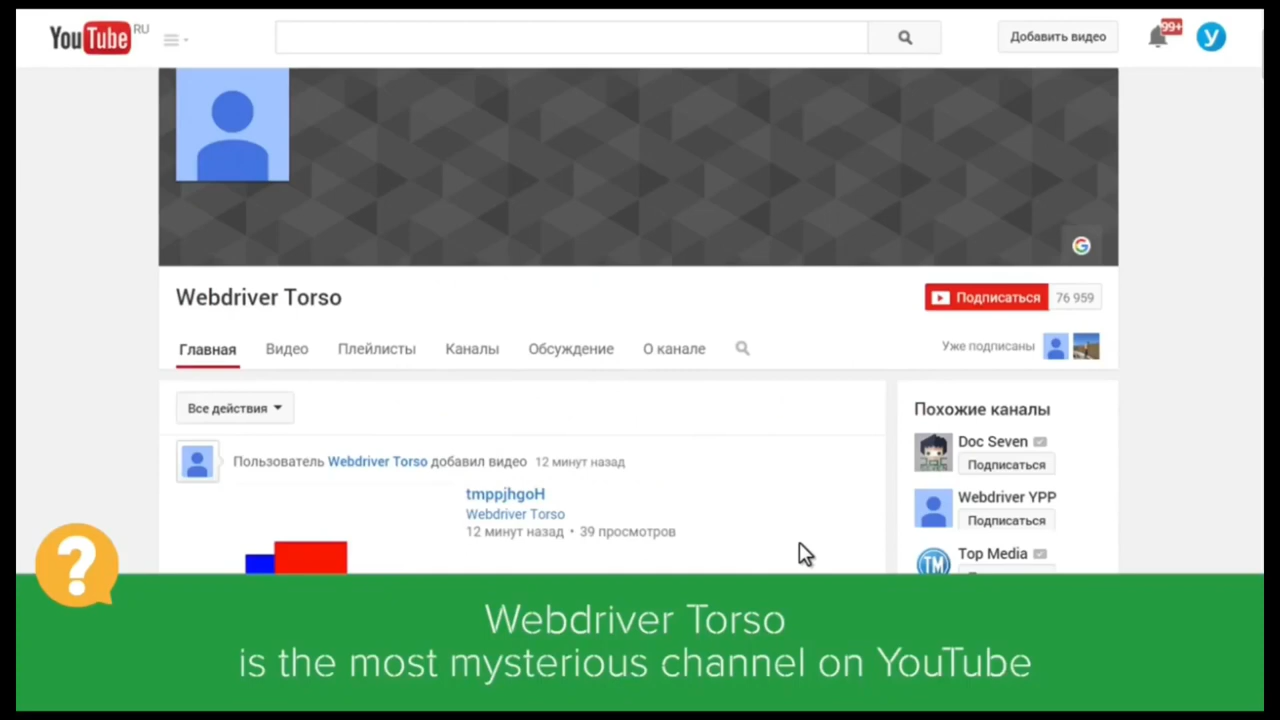 YouTube RU
Добавить видео
99+
У
Webdriver Torso
Подписаться 76 959
Главная Видео Плейлисты Каналы Обсуждение О канале
Уже подписаны
Все действия
Похожие каналы
Пользователь Webdriver Torso добавил видео 12 минут назад
tmppjhgoH
Webdriver Torso
12 минут назад • 39 просмотров
Doc Seven
Подписаться
Webdriver YPP
Подписаться
Top Media
TM
?
Webdriver Torso
is the most mysterious channel on YouTube